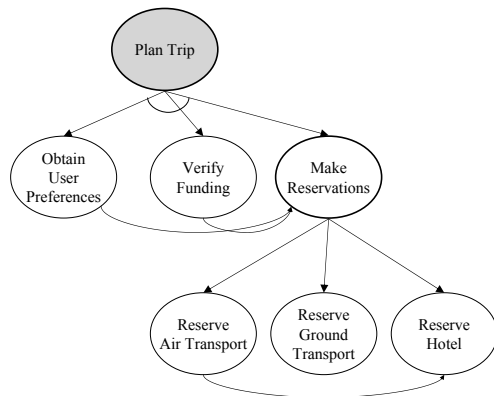 Plan Trip
Obtain
User
Preferences
Verify
Funding
Make
Reservations
Reserve
Air Transport
Reserve
Ground
Transport
Reserve
Hotel